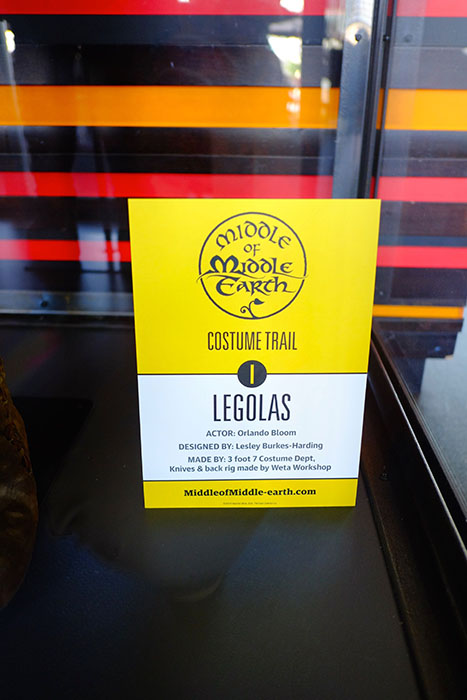 MIDDLE
OF
MIDDLE
EARTH
COSTUME TRAIL
1
LEGOLAS
ACTOR: Orlando Bloom
DESIGNED BY: Lesley Burkes-Harding
MADE BY: 3 foot 7 Costume Dept,
Knives & back rig made by Weta Workshop
MiddleofMiddle-earth.com